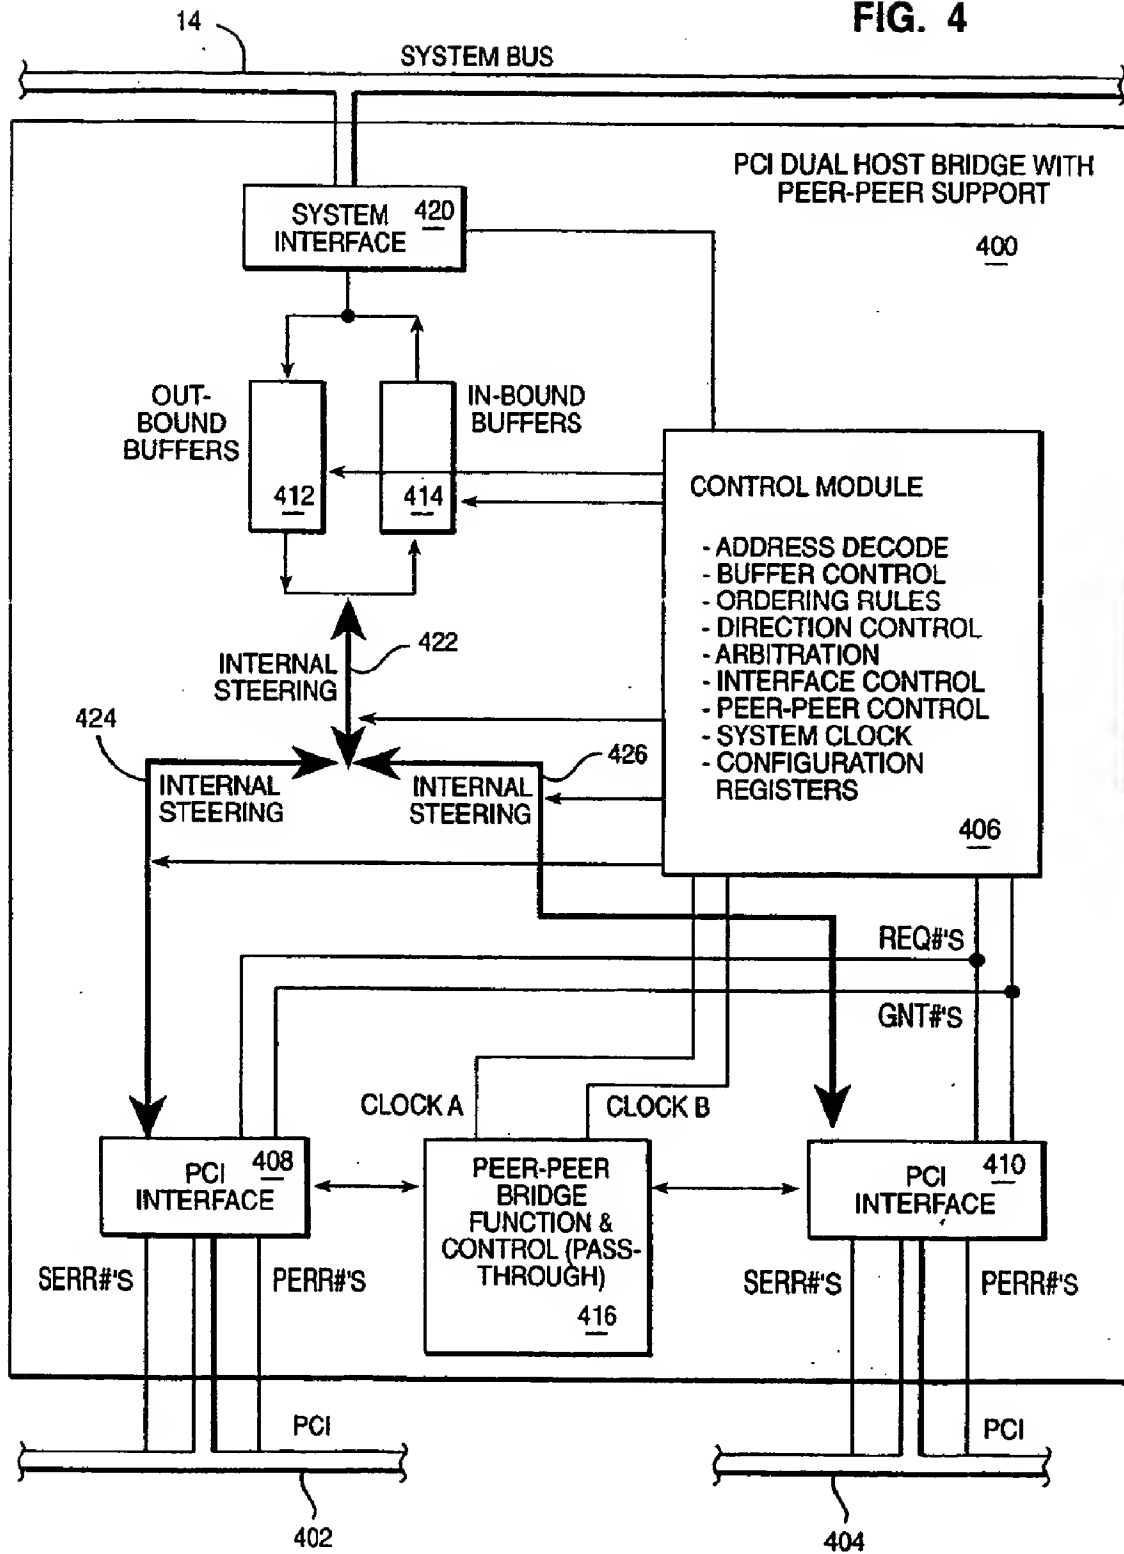 FIG. 4
14
SYSTEM BUS
PCI DUAL HOST BRIDGE WITH
PEER-PEER SUPPORT
400
SYSTEM
INTERFACE
420
OUT-
BOUND
BUFFERS
412
IN-BOUND
BUFFERS
414
CONTROL MODULE
- ADDRESS DECODE
- BUFFER CONTROL
- ORDERING RULES
- DIRECTION CONTROL
- ARBITRATION
- INTERFACE CONTROL
- PEER-PEER CONTROL
- SYSTEM CLOCK
- CONFIGURATION
REGISTERS
406
INTERNAL
STEERING
422
424
INTERNAL
STEERING
426
INTERNAL
STEERING
REQ#'S
GNT#'S
CLOCK A
CLOCK B
PCI
INTERFACE
408
PEER-PEER
BRIDGE
FUNCTION &
CONTROL (PASS-
THROUGH)
416
PCI
INTERFACE
410
SERR#'S
PERR#'S
SERR#'S
PERR#'S
PCI
PCI
402
404